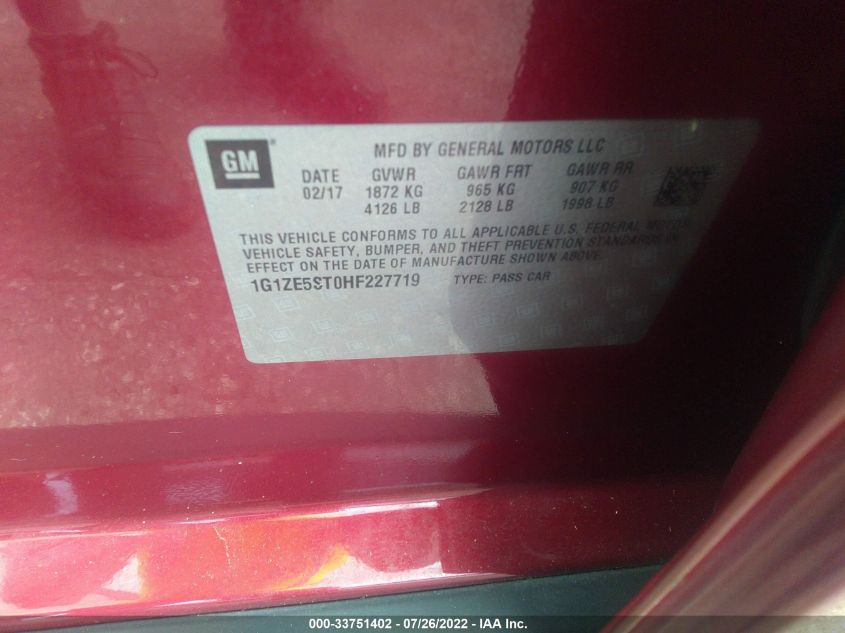 GM
MFD BY GENERAL MOTORS LLC
DATE GVWR GAWR FRT GAWR RR
02/17 1872 KG 965 KG 907 KG
4126 LB 2128 LB 1998 LB
THIS VEHICLE CONFORMS TO ALL APPLICABLE U.S. FEDERAL MOTOR
VEHICLE SAFETY, BUMPER, AND THEFT PREVENTION STANDARDS IN
EFFECT ON THE DATE OF MANUFACTURE SHOWN ABOVE.
1G1ZE5ST0HF227719 TYPE: PASS CAR
000-33751402 - 07/26/2022 - IAA Inc.